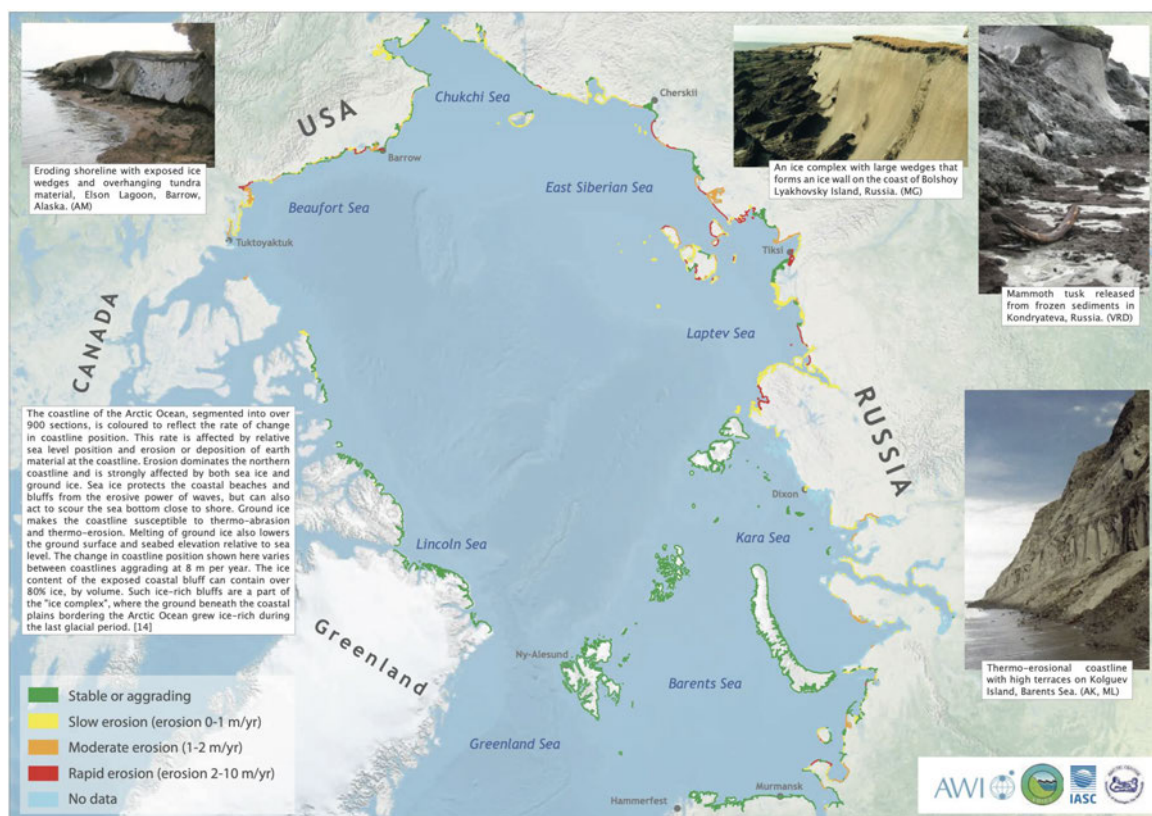 Eroding shoreline with exposed ice
wedges and overhanging tundra
material, Elson Lagoon, Barrow,
Alaska. (AM)
An ice complex with large wedges that
forms an ice wall on the coast of Bolshoy
Lyakhovsky Island, Russia. (MG)
Mammoth tusk released
from frozen sediments in
Kondryateva, Russia. (VRD)
Chukchi Sea
Cherskii
USA
Barrow
East Siberian Sea
Beaufort Sea
Tuktoyaktuk
Tiksi
CANADA
Laptev Sea
RUSSIA
The coastline of the Arctic Ocean, segmented into over
900 sections, is coloured to reflect the rate of change
in coastline position. This rate is affected by relative
sea level position and erosion or deposition of earth
material at the coastline. Erosion dominates the northern
coastline and is strongly affected by both sea ice and
ground ice. Sea ice protects the coastal beaches and
bluffs from the erosive power of waves, but can also
act to scour the sea bottom close to shore. Ground ice
makes the coastline susceptible to thermo-abrasion
and thermo-erosion. Melting of ground ice also lowers
the ground surface and seabed elevation relative to sea
level. The change in coastline position shown here varies
between coastlines aggrading at 8 m per year. The ice
content of the exposed coastal bluff can contain over
80% ice, by volume. Such ice-rich bluffs are a part of
the "ice complex", where the ground beneath the coastal
plains bordering the Arctic Ocean grew ice-rich during
the last glacial period. [14]
Dixon
Kara Sea
Lincoln Sea
Greenland
Ny-Alesund
Barents Sea
Greenland Sea
Thermo-erosional coastline
with high terraces on Kolguev
Island, Barents Sea. (AK, ML)
Stable or aggrading
Slow erosion (erosion 0-1 m/yr)
Moderate erosion (1-2 m/yr)
Rapid erosion (erosion 2-10 m/yr)
No data
Murmansk
Hammerfest
AWI
IASC